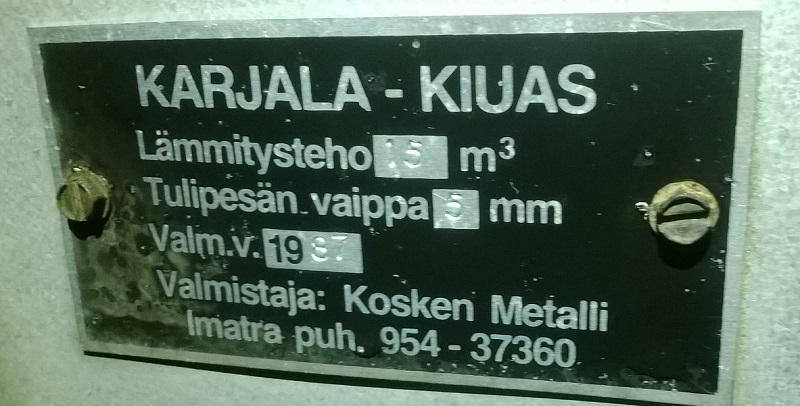 KARJALA - KIUAS
Lämmitysteho 15 m³
Tulipesän vaippa 5 mm
Valm.v. 1987
Valmistaja: Kosken Metalli
Imatra puh. 954 - 37360